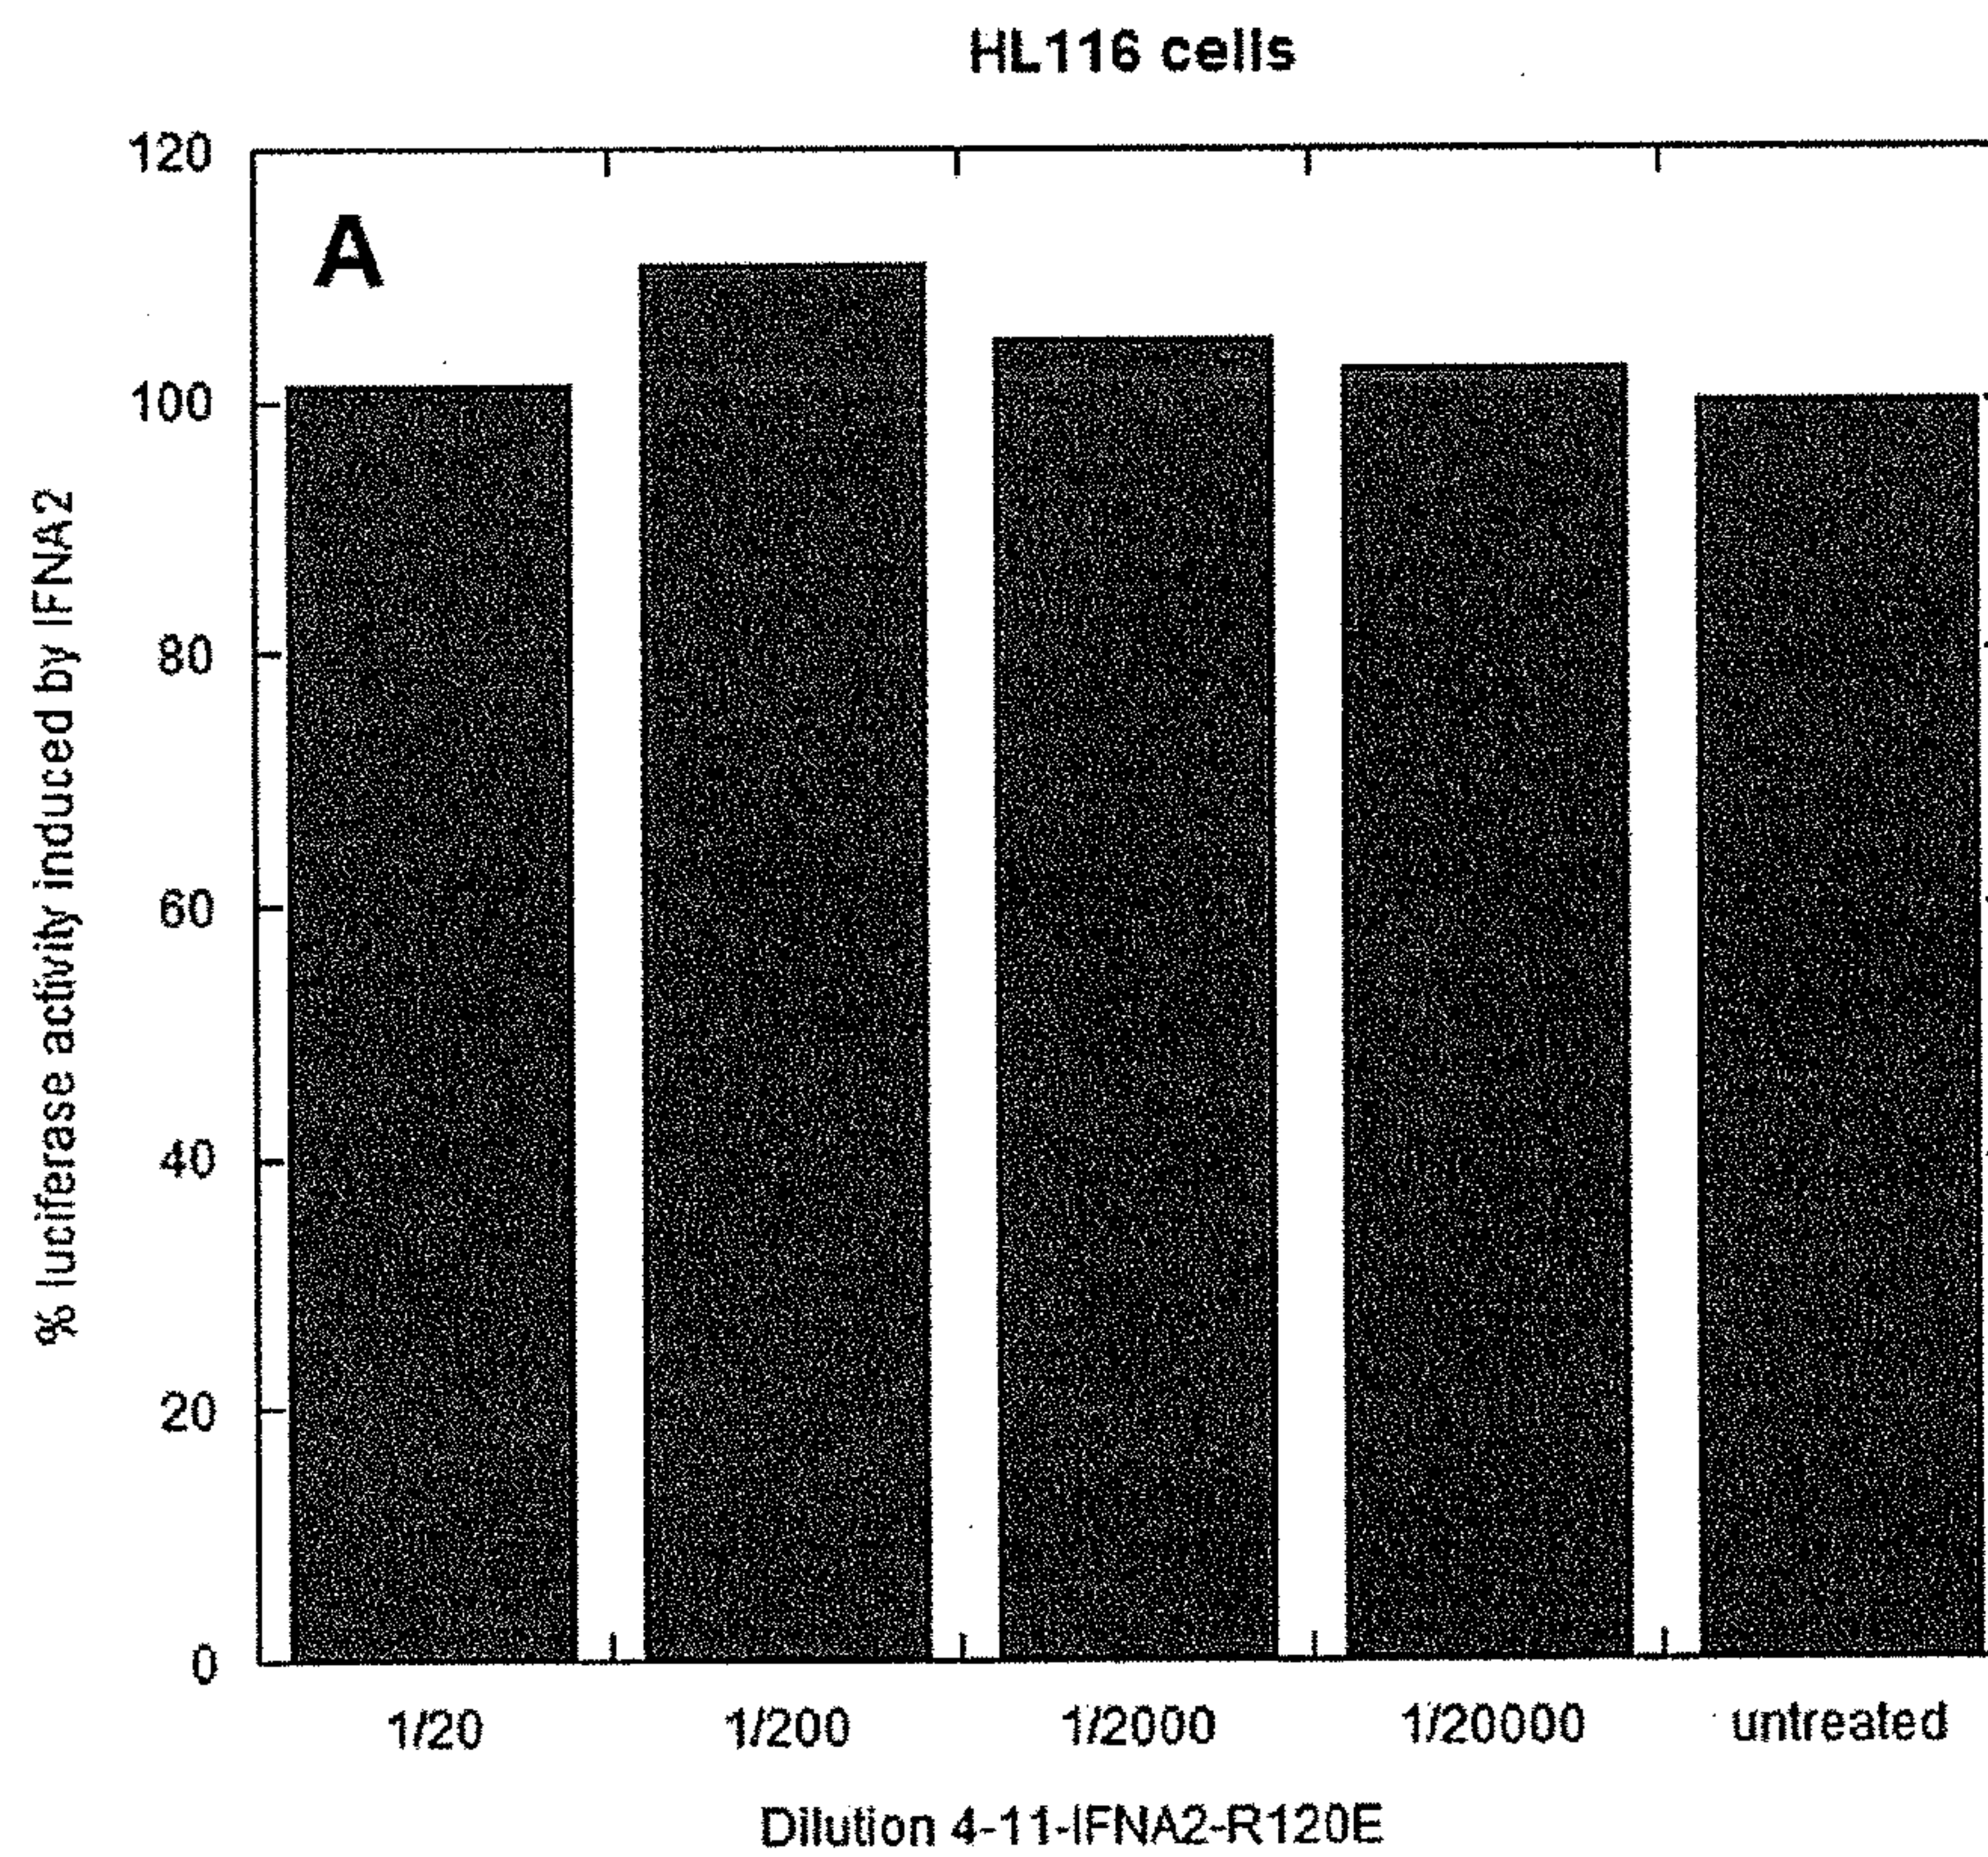 HL116 cells
120
A
100
80
60
40
20
0
% luciferase activity induced by IFNA2
1/20 1/200 1/2000 1/20000 untreated
Dilution 4-11-IFNA2-R120E